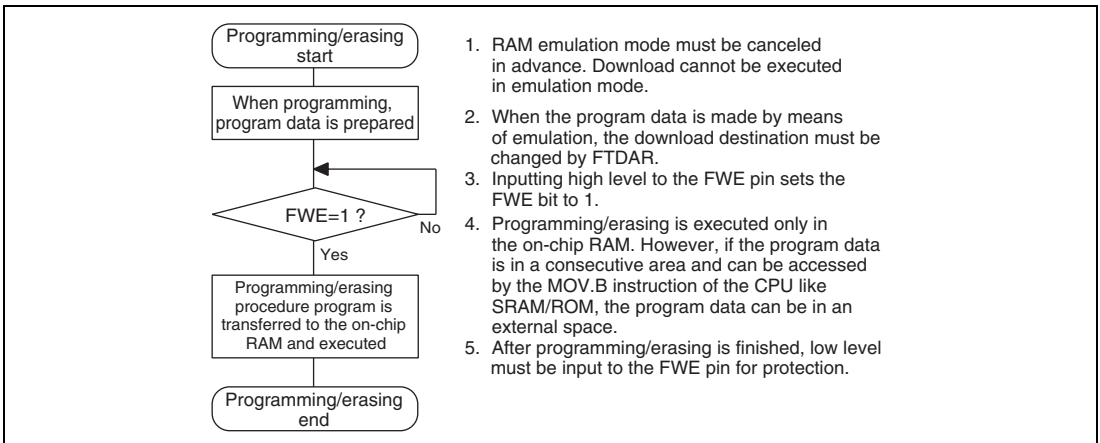 Programming/erasing
start
When programming,
program data is prepared
FWE=1 ?
No
Yes
Programming/erasing
procedure program is
transferred to the on-chip
RAM and executed
Programming/erasing
end
1. RAM emulation mode must be canceled
in advance. Download cannot be executed
in emulation mode.
2. When the program data is made by means
of emulation, the download destination must be
changed by FTDAR.
3. Inputting high level to the FWE pin sets the
FWE bit to 1.
4. Programming/erasing is executed only in
the on-chip RAM. However, if the program data
is in a consecutive area and can be accessed
by the MOV.B instruction of the CPU like
SRAM/ROM, the program data can be in an
external space.
5. After programming/erasing is finished, low level
must be input to the FWE pin for protection.